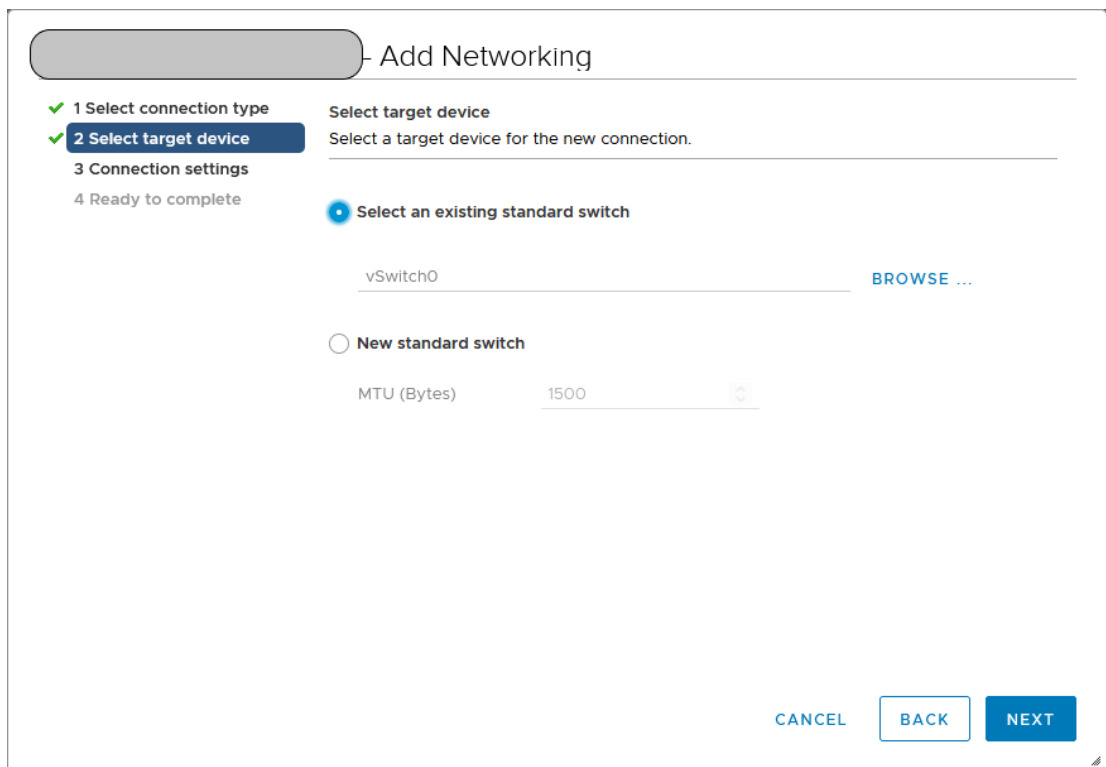 - Add Networking
1 Select connection type
2 Select target device
3 Connection settings
4 Ready to complete
Select target device
Select a target device for the new connection.
Select an existing standard switch
vSwitch0
BROWSE ...
New standard switch
MTU (Bytes)
1500
CANCEL
BACK
NEXT